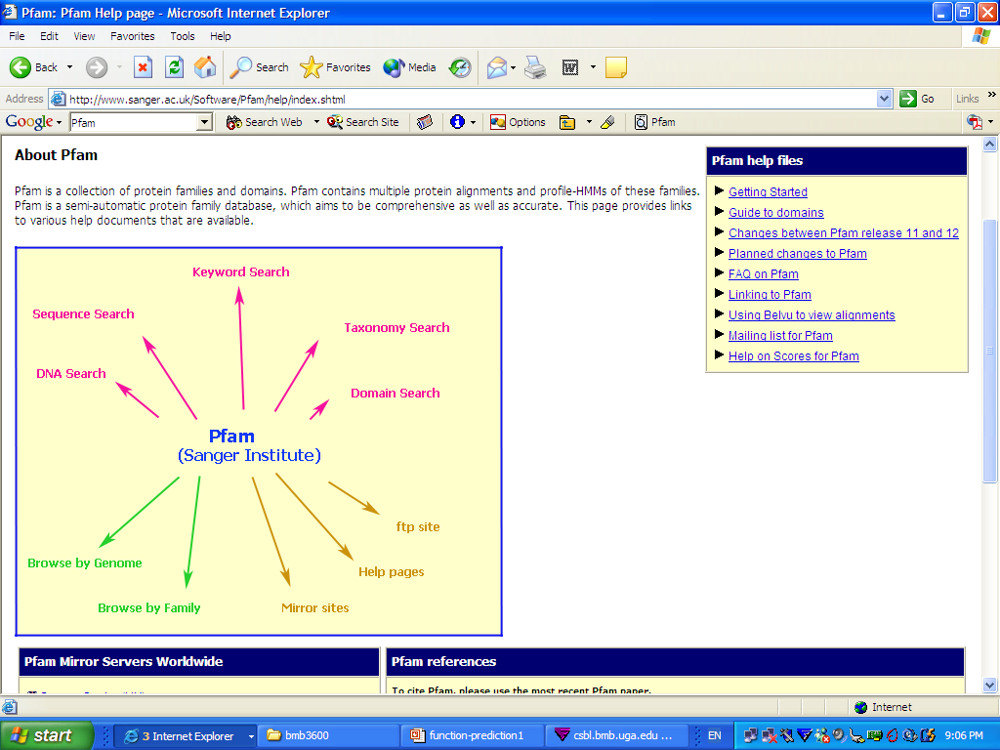 Pfam: Pfam Help page - Microsoft Internet Explorer
File Edit View Favorites Tools Help
Back Search Favorites Media
Address http://www.sanger.ac.uk/Software/Pfam/help/index.shtml Go Links »
Google Pfam Search Web Search Site Options Pfam
About Pfam
Pfam is a collection of protein families and domains. Pfam contains multiple protein alignments and profile-HMMs of these families.
Pfam is a semi-automatic protein family database, which aims to be comprehensive as well as accurate. This page provides links
to various help documents that are available.
Pfam help files
Getting Started
Guide to domains
Changes between Pfam release 11 and 12
Planned changes to Pfam
FAQ on Pfam
Linking to Pfam
Using Belvu to view alignments
Mailing list for Pfam
Help on Scores for Pfam
Keyword Search
Sequence Search
Taxonomy Search
DNA Search
Domain Search
Pfam
(Sanger Institute)
ftp site
Browse by Genome
Help pages
Browse by Family
Mirror sites
Pfam Mirror Servers Worldwide
Pfam references
To cite Pfam, please use the most recent Pfam paper.
Internet
start 3 Internet Explorer bmb3600 function-prediction1 csbl.bmb.uga.edu ... EN 9:06 PM